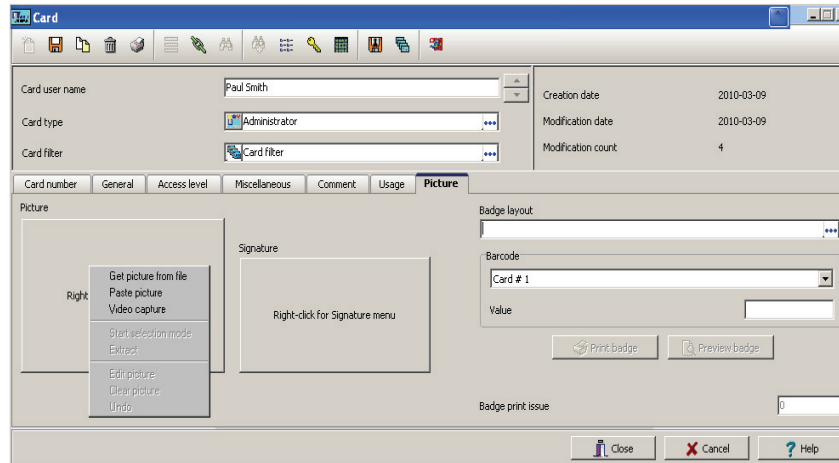 Card
Card user name
Paul Smith
Card type
Administrator
Card filter
Card filter
Creation date
2010-03-09
Modification date
2010-03-09
Modification count
4
Card number
General
Access level
Miscellaneous
Comment
Usage
Picture
Picture
Right
Get picture from file
Paste picture
Video capture
Start selection mode
Extract
Edit picture
Clear picture
Undo
Signature
Right-click for Signature menu
Badge layout
Barcode
Card # 1
Value
Print badge
Preview badge
Badge print issue
0
Close
Cancel
Help